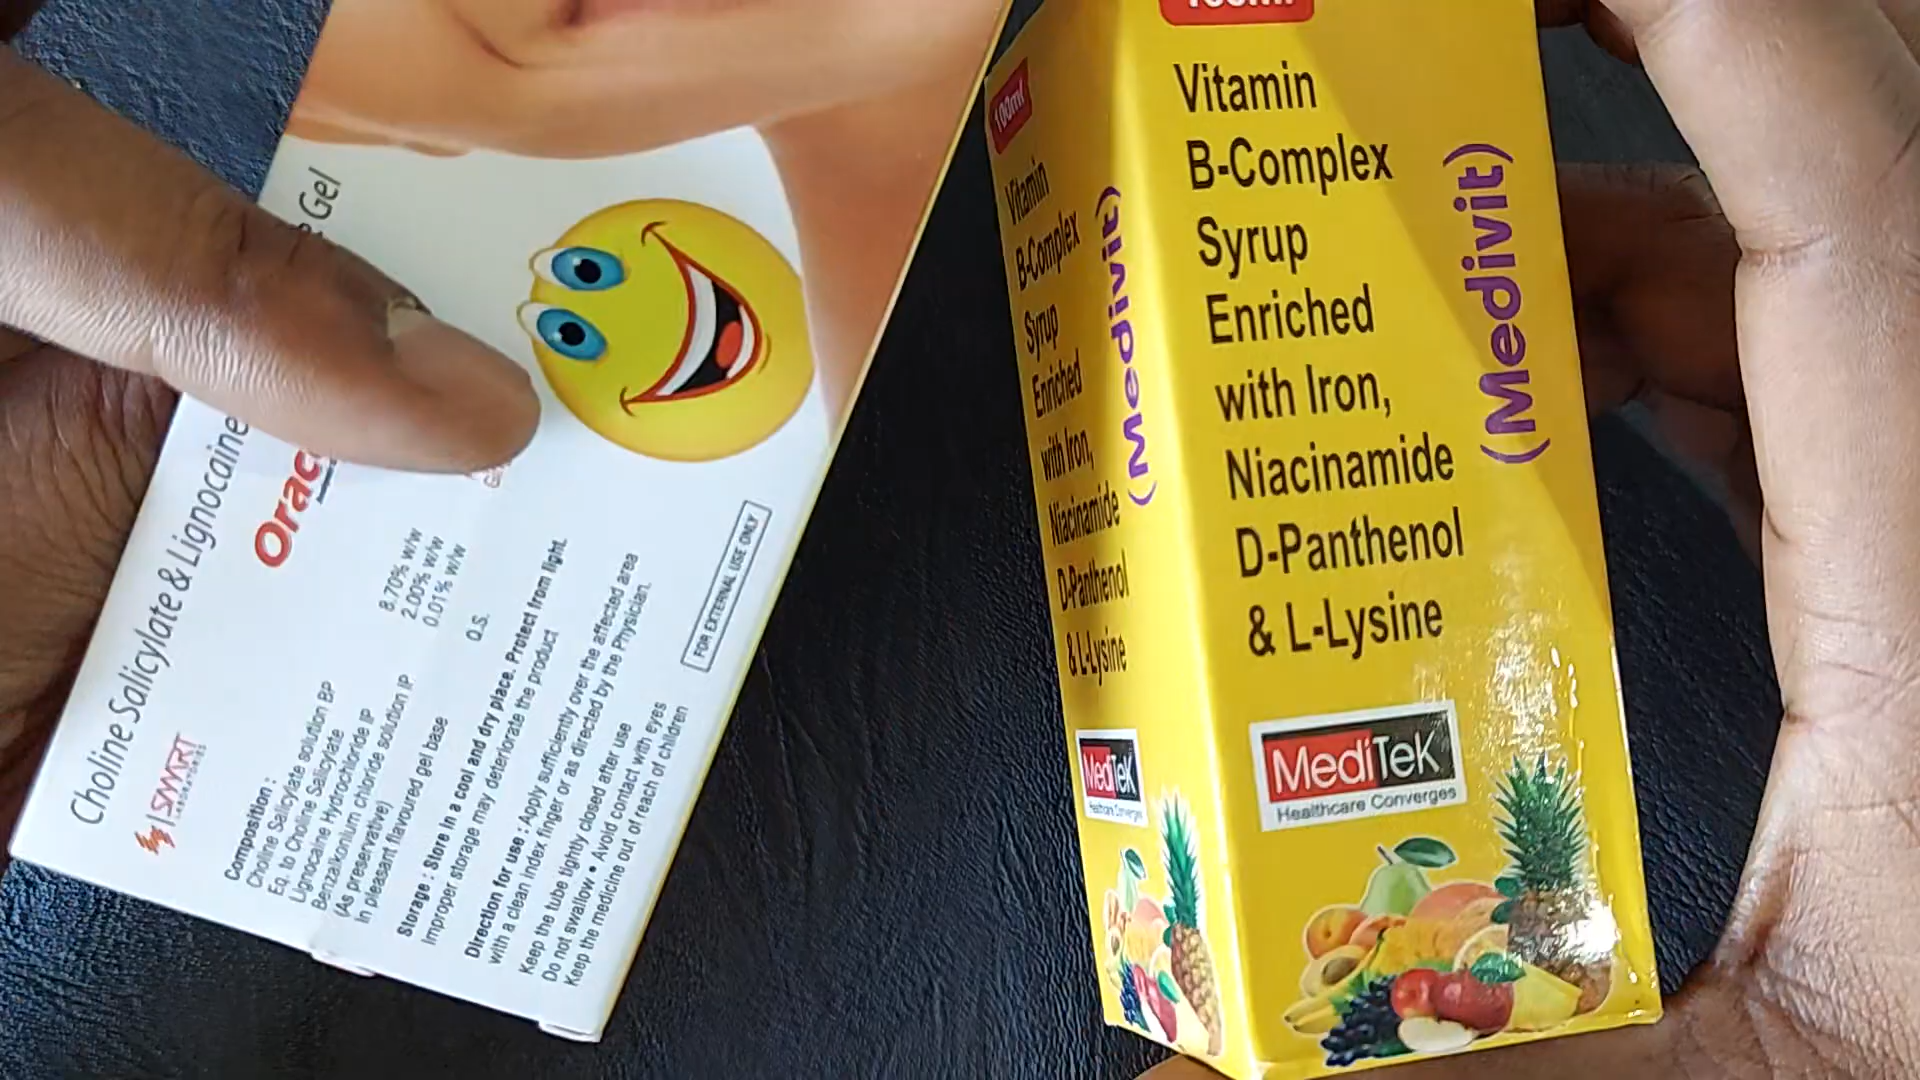 Choline Salicylate & Lignocaine
Gel
SMART
LABORATORIES
Orac
Composition :
Choline Salicylate solution BP
Eq. to Choline Salicylate 8.70% w/w
Lignocaine Hydrochloride IP 2.00% w/w
Benzalkonium chloride solution IP 0.01% w/w
(As preservative)
In pleasant flavoured gel base Q.S.
Storage : Store in a cool and dry place. Protect from light.
Improper storage may deteriorate the product
Direction for use : Apply sufficiently over the affected area
with a clean index finger or as directed by the Physician.
Keep the tube tightly closed after use
Do not swallow • Avoid contact with eyes
Keep the medicine out of reach of children
FOR EXTERNAL USE ONLY
100ml
Vitamin
B-Complex
Syrup
Enriched
with Iron,
Niacinamide
D-Panthenol
& L-Lysine
(Medivit)
MediTek
Healthcare Converges
Vitamin
B-Complex
Syrup
Enriched
with Iron,
Niacinamide
D-Panthenol
& L-Lysine
(Medivit)
MediTek
Healthcare Converges